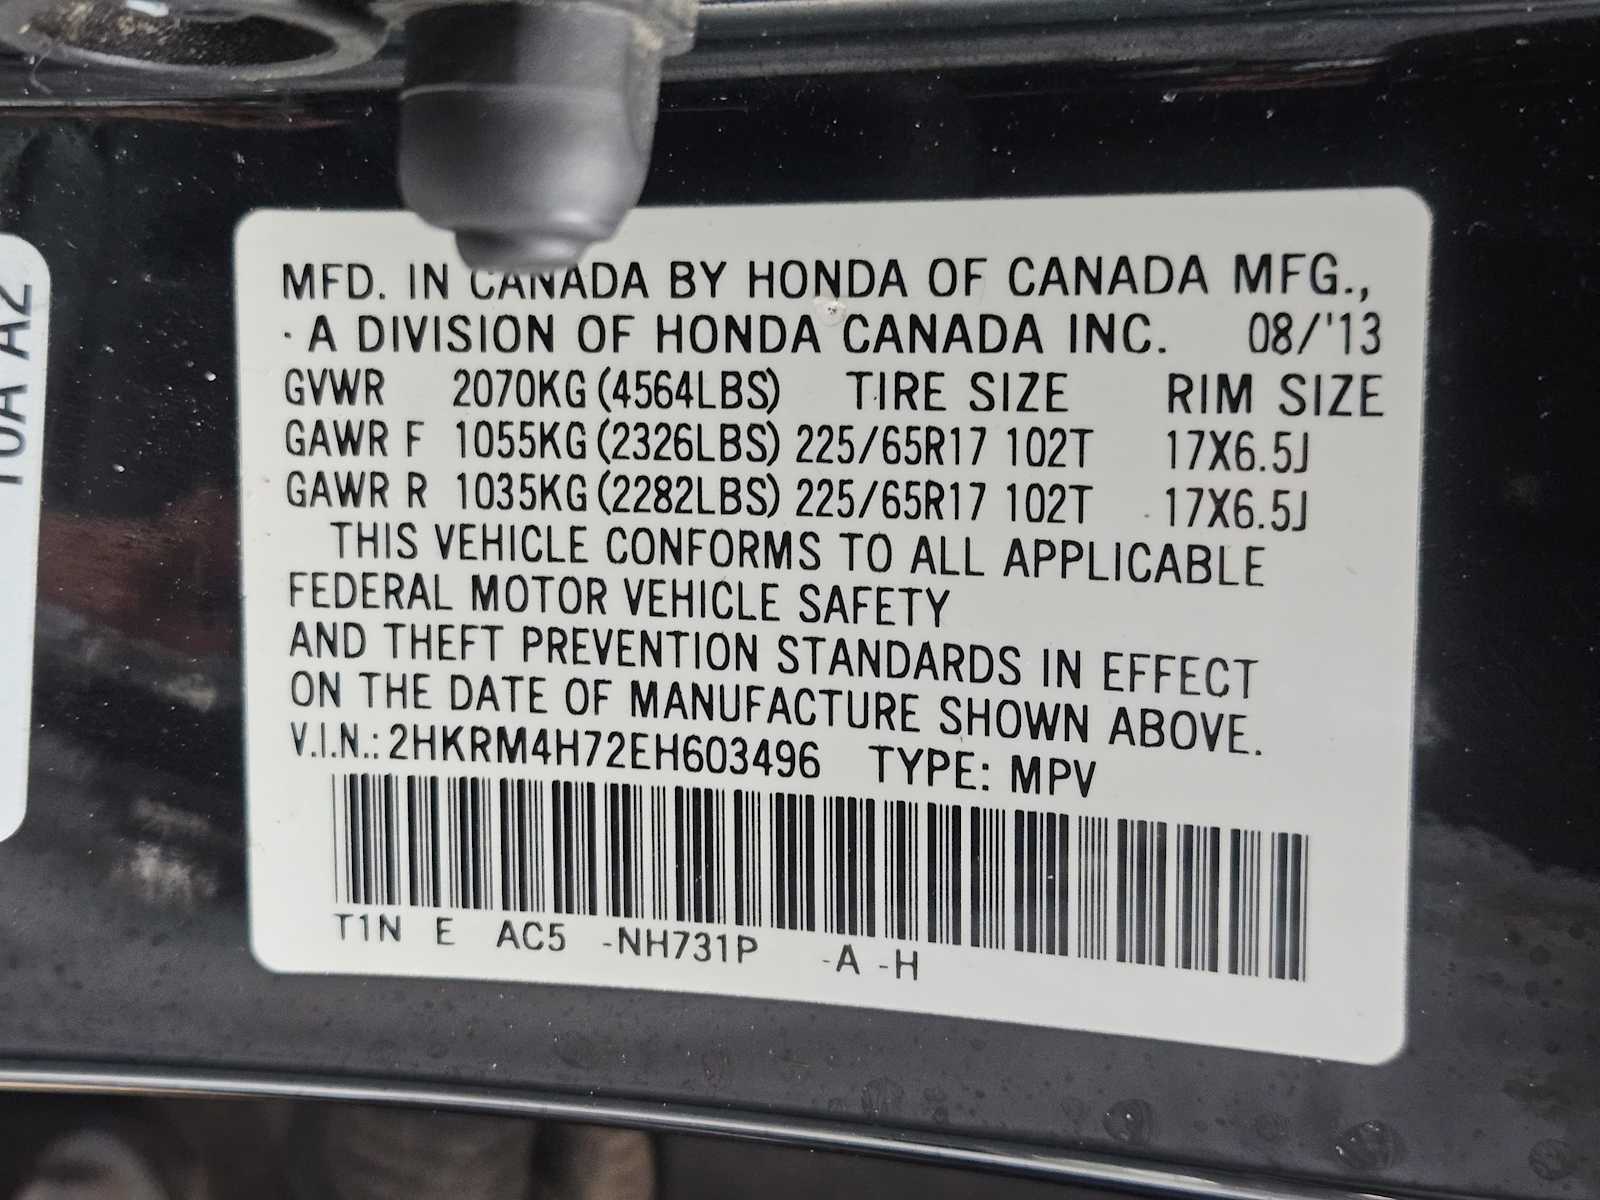 MFD. IN CANADA BY HONDA OF CANADA MFG.,
A DIVISION OF HONDA CANADA INC. 08/'13
GVWR 2070KG (4564LBS) TIRE SIZE RIM SIZE
GAWR F 1055KG (2326LBS) 225/65R17 102T 17X6.5J
GAWR R 1035KG (2282LBS) 225/65R17 102T 17X6.5J
THIS VEHICLE CONFORMS TO ALL APPLICABLE
FEDERAL MOTOR VEHICLE SAFETY
AND THEFT PREVENTION STANDARDS IN EFFECT
ON THE DATE OF MANUFACTURE SHOWN ABOVE.
V.I.N.: 2HKRM4H72EH603496 TYPE: MPV
T1N E AC5 -NH731P -A -H
10A A2